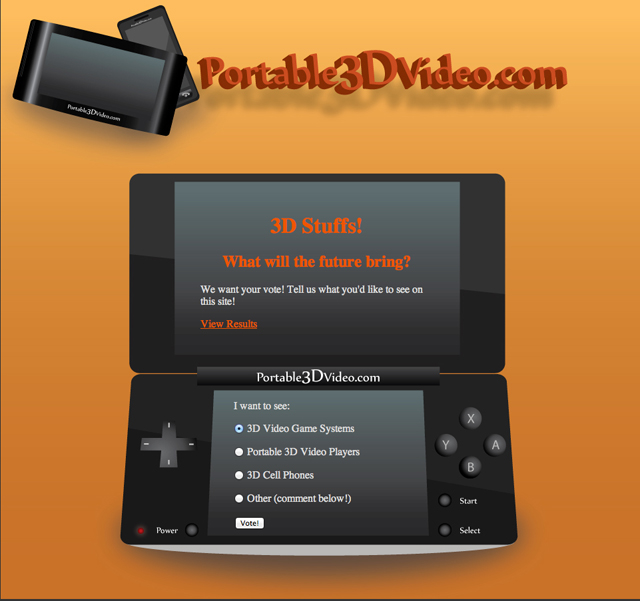 Portable3DVideo.com
Portable3DVideo.com
3D Stuffs!
What will the future bring?
We want your vote! Tell us what you'd like to see on
this site!
View Results
Portable3DVideo.com
I want to see:
3D Video Game Systems
Portable 3D Video Players
3D Cell Phones
Other (comment below!)
Vote!
X
Y
A
B
Start
Power
Select